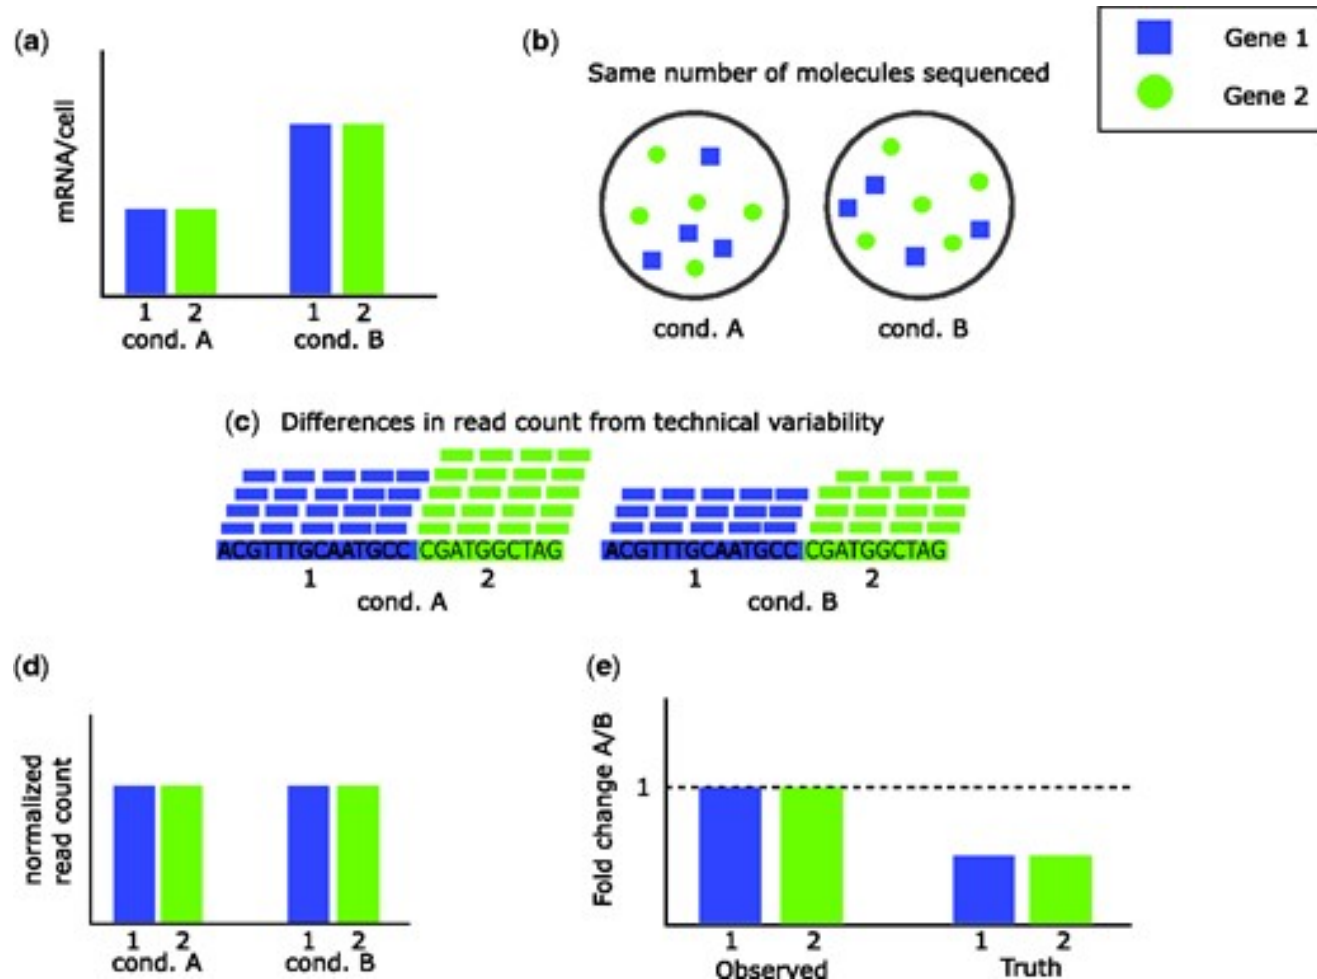 (a)
mRNA/cell
1 2 1 2
cond. A cond. B
(b)
Same number of molecules sequenced
cond. A cond. B
Gene 1
Gene 2
(c) Differences in read count from technical variability
ACGTTTGCAATGCC CGATGGCTAG ACGTTTGCAATGCC CGATGGCTAG
1 2 1 2
cond. A cond. B
(d)
normalized
read count
1 2 1 2
cond. A cond. B
(e)
Fold change A/B
1
1 2 1 2
Observed Truth